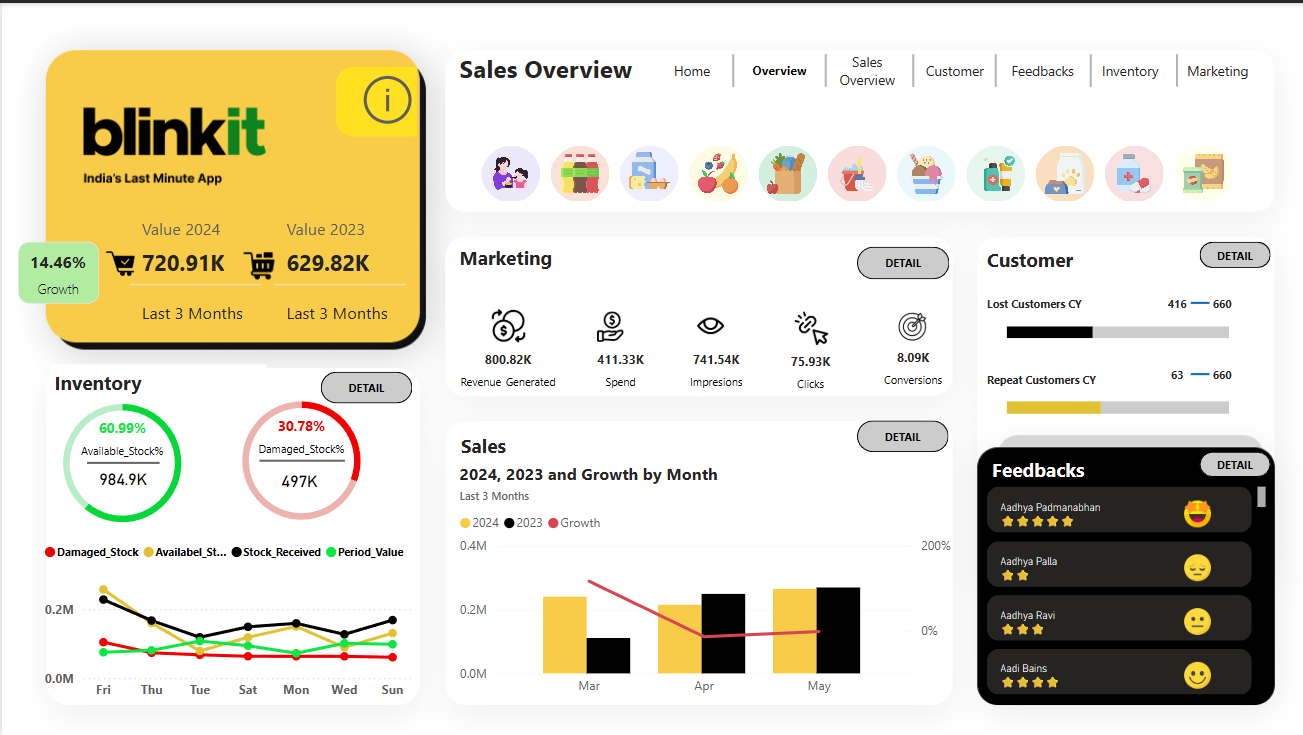 blinkit
India's Last Minute App
i
Value 2024
Value 2023
14.46%
Growth
720.91K
629.82K
Last 3 Months
Last 3 Months
Sales Overview
Home
Overview
Sales
Overview
Customer
Feedbacks
Inventory
Marketing
Marketing
DETAIL
800.82K
411.33K
741.54K
75.93K
8.09K
Revenue Generated
Spend
Impresions
Clicks
Conversions
Customer
DETAIL
Lost Customers CY
416
660
Repeat Customers CY
63
660
Inventory
DETAIL
60.99%
Available_Stock%
984.9K
30.78%
Damaged_Stock%
497K
Damaged_Stock
Availabel_St...
Stock_Received
Period_Value
0.2M
0.0M
Fri
Thu
Tue
Sat
Mon
Wed
Sun
Sales
DETAIL
2024, 2023 and Growth by Month
Last 3 Months
2024
2023
Growth
0.4M
200%
0.2M
0%
0.0M
Mar
Apr
May
Feedbacks
DETAIL
Aadhya Padmanabhan
Aadhya Palla
Aadhya Ravi
Aadi Bains